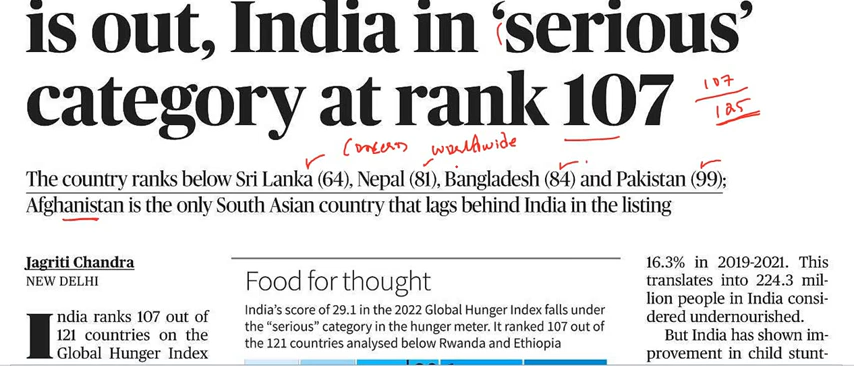 is out, India in ‘serious’
category at rank 107
107
125
worldwide
The country ranks below Sri Lanka (64), Nepal (81), Bangladesh (84) and Pakistan (99);
Afghanistan is the only South Asian country that lags behind India in the listing
Jagriti Chandra
NEW DELHI
India ranks 107 out of
121 countries on the
Global Hunger Index
Food for thought
India's score of 29.1 in the 2022 Global Hunger Index falls under
the “serious” category in the hunger meter. It ranked 107 out of
the 121 countries analysed below Rwanda and Ethiopia
16.3% in 2019-2021. This
translates into 224.3 mil-
lion people in India consi-
dered undernourished.
But India has shown im-
provement in child stunt-